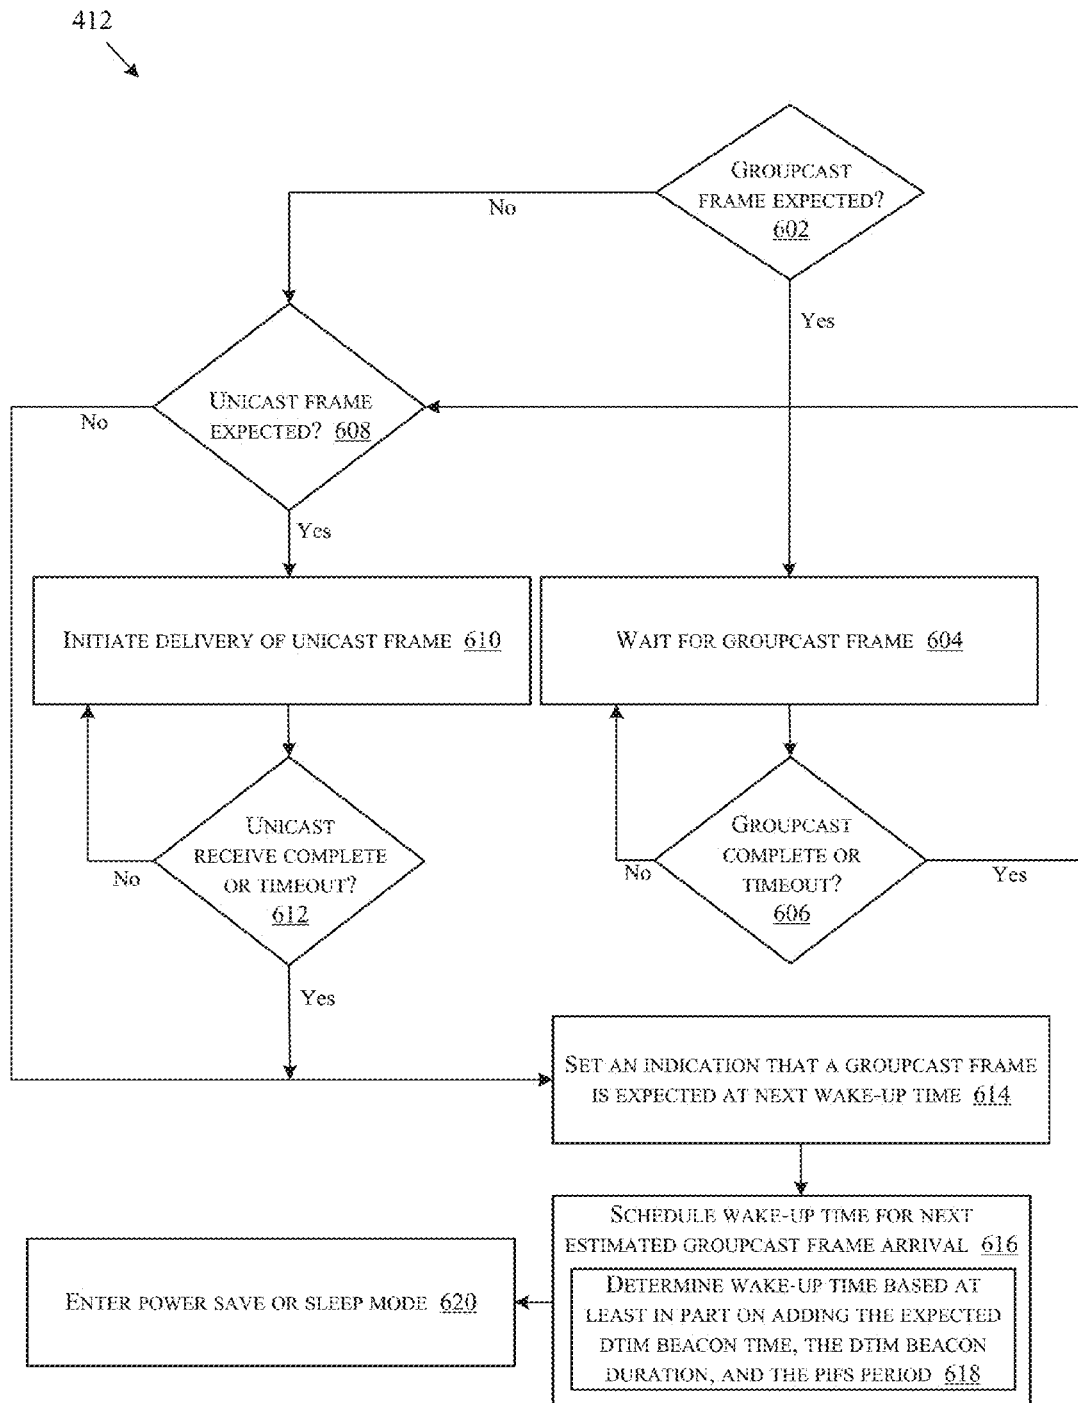 412
GROUPCAST
FRAME EXPECTED?
602
No
Yes
UNICAST FRAME
EXPECTED? 608
No
Yes
INITIATE DELIVERY OF UNICAST FRAME 610
WAIT FOR GROUPCAST FRAME 604
UNICAST
RECEIVE COMPLETE
OR TIMEOUT?
612
No
Yes
GROUPCAST
COMPLETE OR
TIMEOUT?
606
No
Yes
SET AN INDICATION THAT A GROUPCAST FRAME
IS EXPECTED AT NEXT WAKE-UP TIME 614
SCHEDULE WAKE-UP TIME FOR NEXT
ESTIMATED GROUPCAST FRAME ARRIVAL 616
DETERMINE WAKE-UP TIME BASED AT
LEAST IN PART ON ADDING THE EXPECTED
DTIM BEACON TIME, THE DTIM BEACON
DURATION, AND THE PIFS PERIOD 618
ENTER POWER SAVE OR SLEEP MODE 620